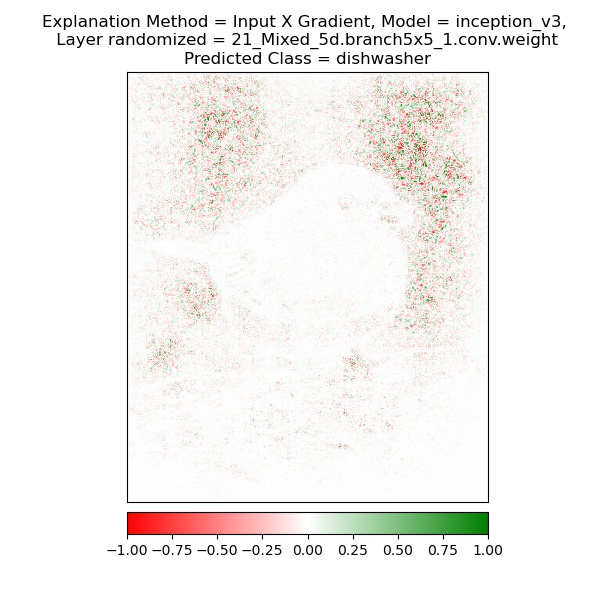 Explanation Method = Input X Gradient, Model = inception_v3,
Layer randomized = 21_Mixed_5d.branch5x5_1.conv.weight
Predicted Class = dishwasher
−1.00 −0.75 −0.50 −0.25 0.00 0.25 0.50 0.75 1.00